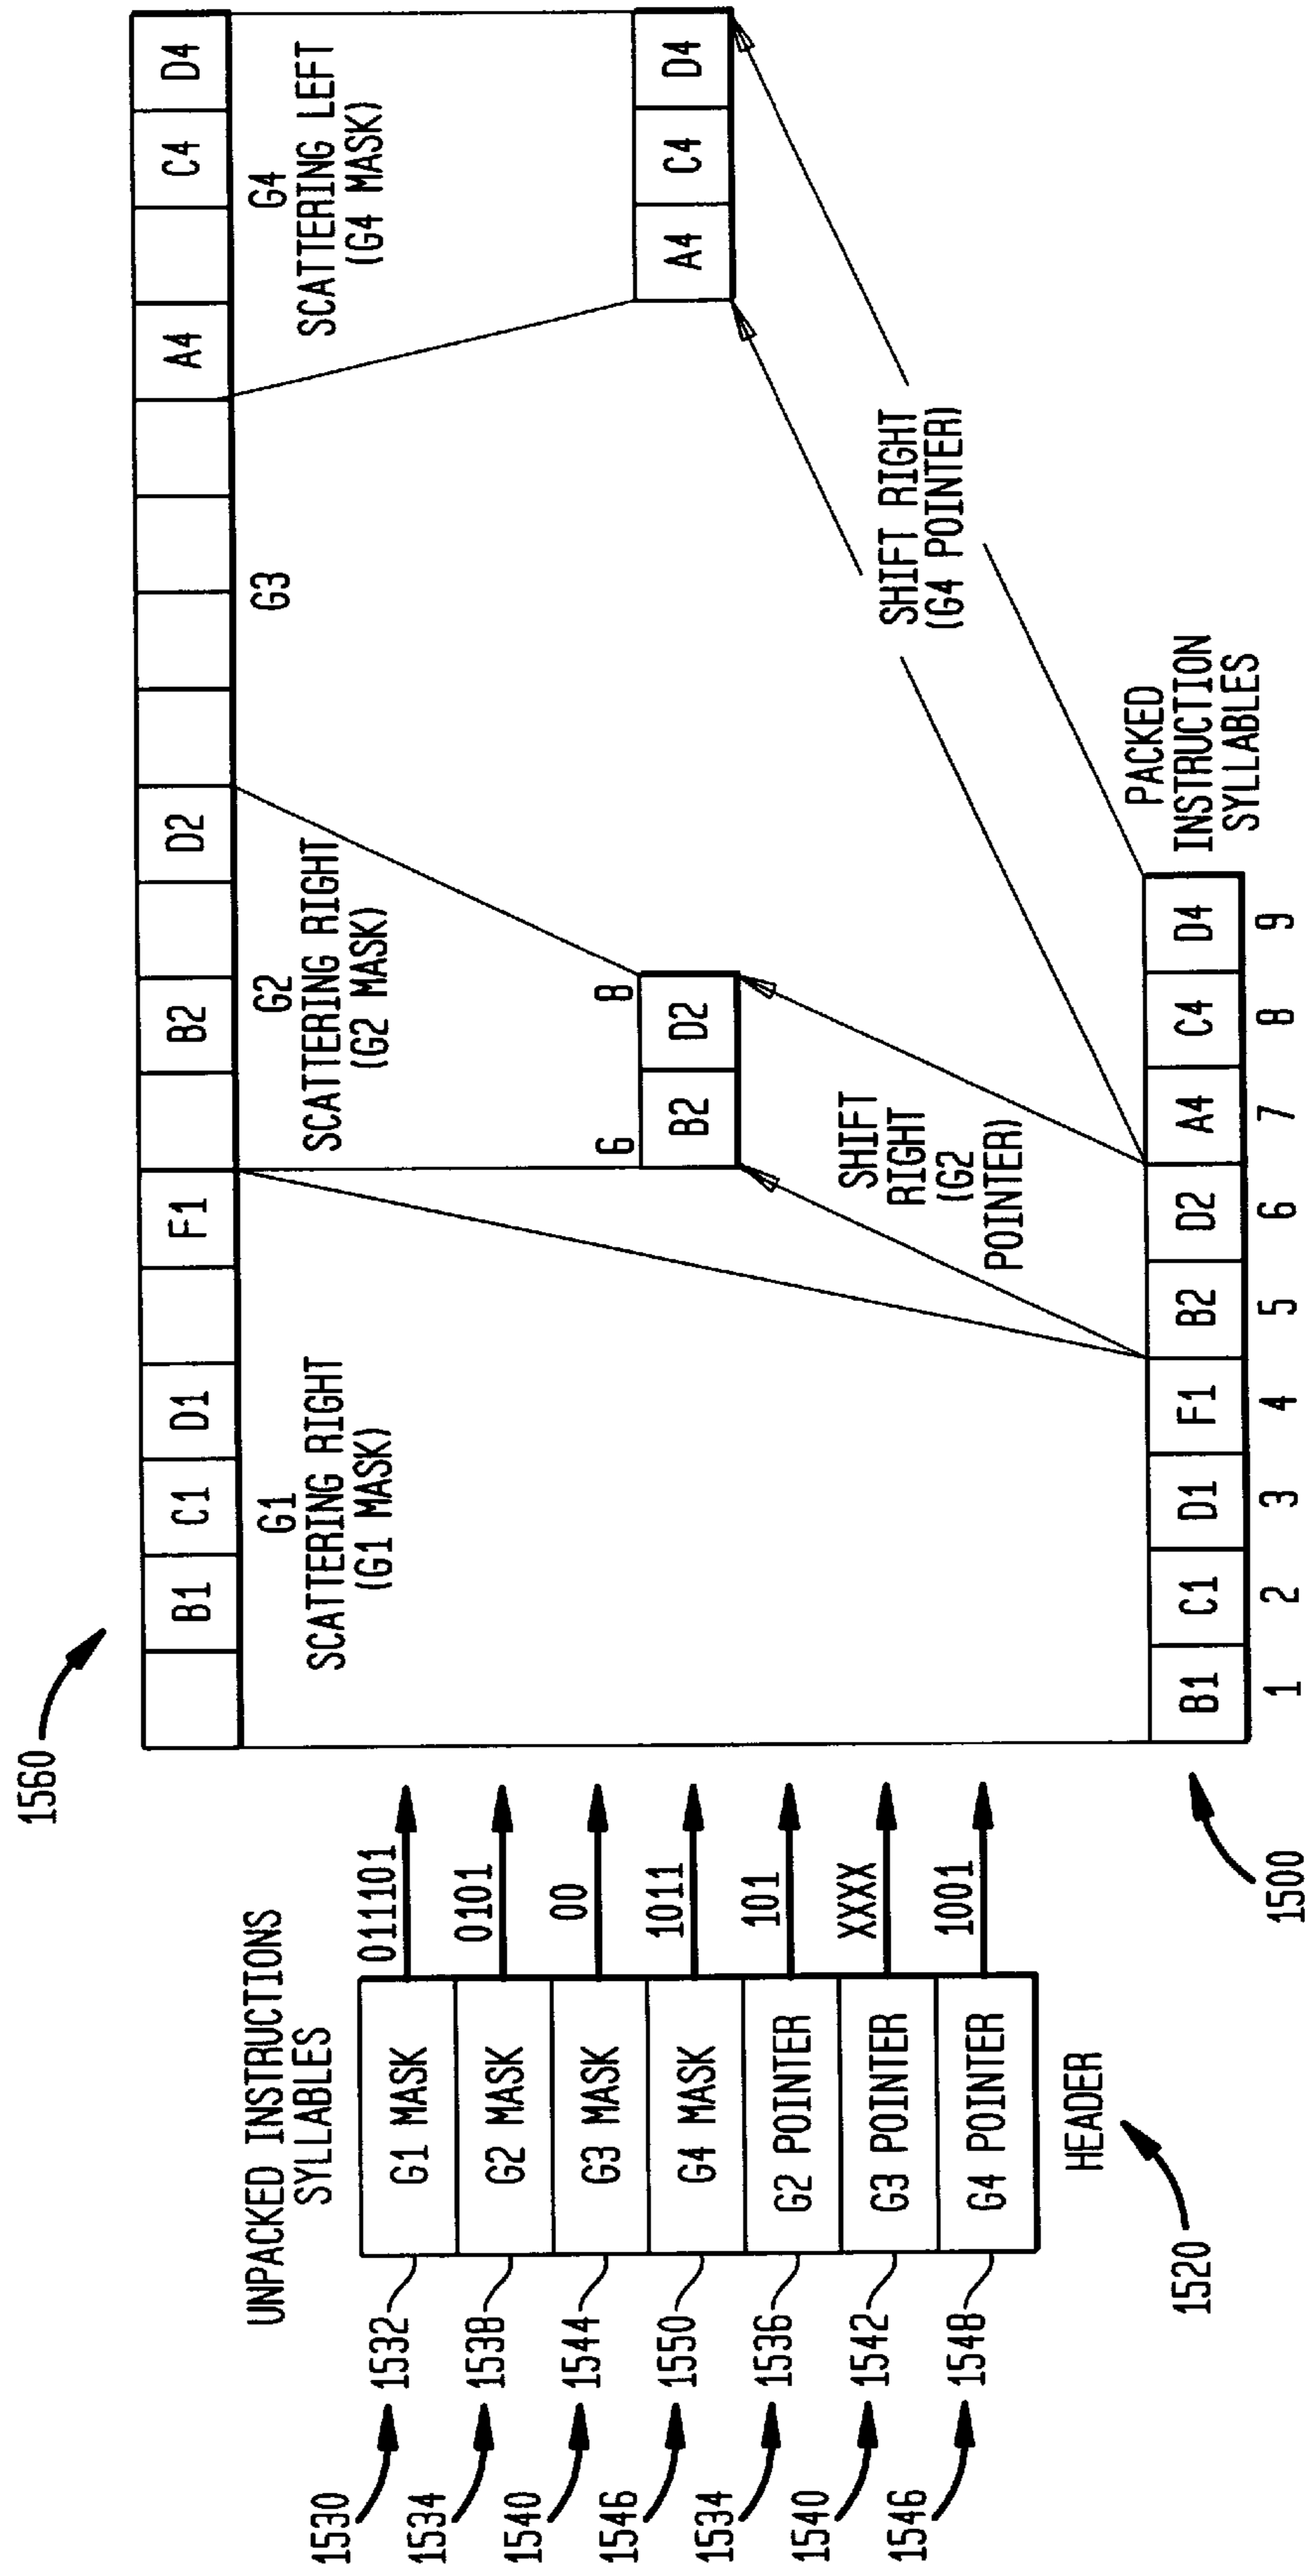 1560
B1
C1
D1
F1
B2
D2
A4
C4
D4
G1
SCATTERING RIGHT
(G1 MASK)
G2
SCATTERING RIGHT
(G2 MASK)
G3
G4
SCATTERING LEFT
(G4 MASK)
6
8
B2
D2
A4
C4
D4
SHIFT
RIGHT
(G2
POINTER)
SHIFT RIGHT
(G4 POINTER)
PACKED
INSTRUCTION
SYLLABLES
B1
C1
D1
F1
B2
D2
A4
C4
D4
1
2
3
4
5
6
7
8
9
1500
UNPACKED INSTRUCTIONS
SYLLABLES
1530
1532
G1 MASK
011101
1534
1538
G2 MASK
0101
1540
1544
G3 MASK
00
1546
1550
G4 MASK
1011
1534
1536
G2 POINTER
101
1540
1542
G3 POINTER
XXXX
1546
1548
G4 POINTER
1001
HEADER
1520